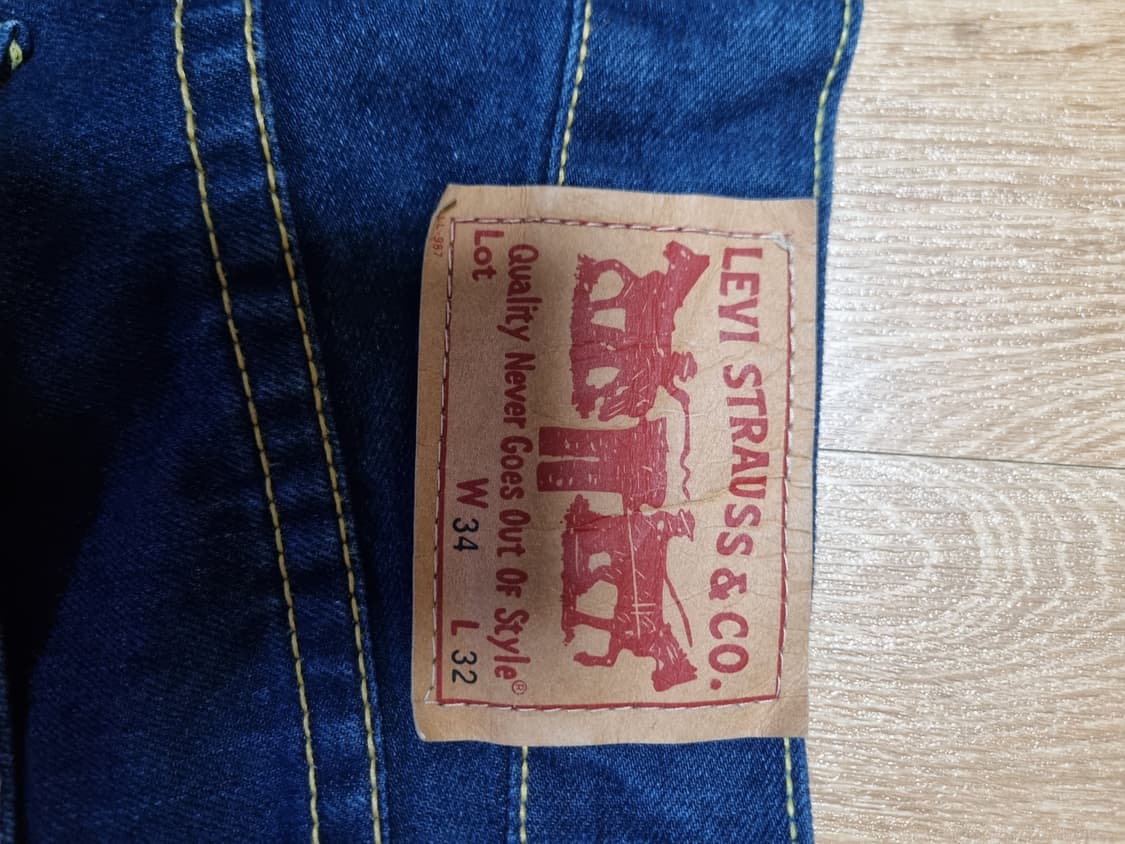 LEVI STRAUSS & CO.
Quality Never Goes Out Of Style®
Lot
W 34 L 32